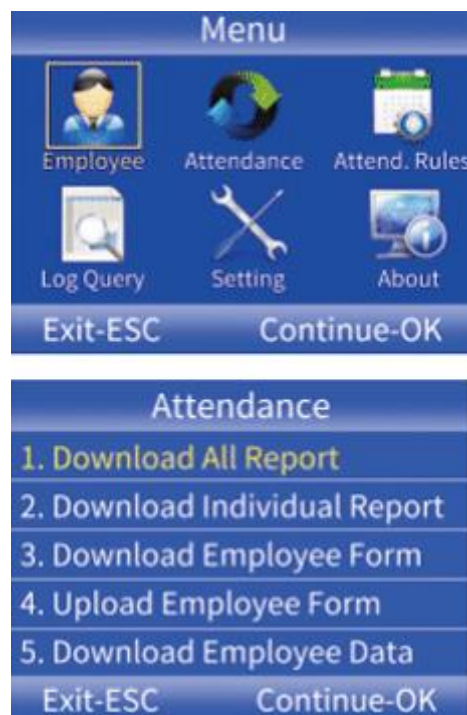 Menu
Employee Attendance Attend. Rules
Log Query Setting About
Exit-ESC Continue-OK
Attendance
1. Download All Report
2. Download Individual Report
3. Download Employee Form
4. Upload Employee Form
5. Download Employee Data
Exit-ESC Continue-OK